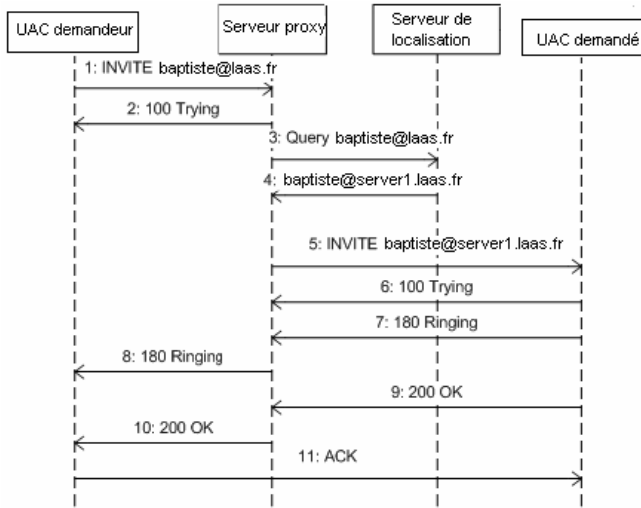 UAC demandeur
Serveur proxy
Serveur de
localisation
UAC demandé
1: INVITE baptiste@laas.fr
2: 100 Trying
3: Query baptiste@laas.fr
4: baptiste@server1.laas.fr
5: INVITE baptiste@server1.laas.fr
6: 100 Trying
7: 180 Ringing
8: 180 Ringing
9: 200 OK
10: 200 OK
11: ACK